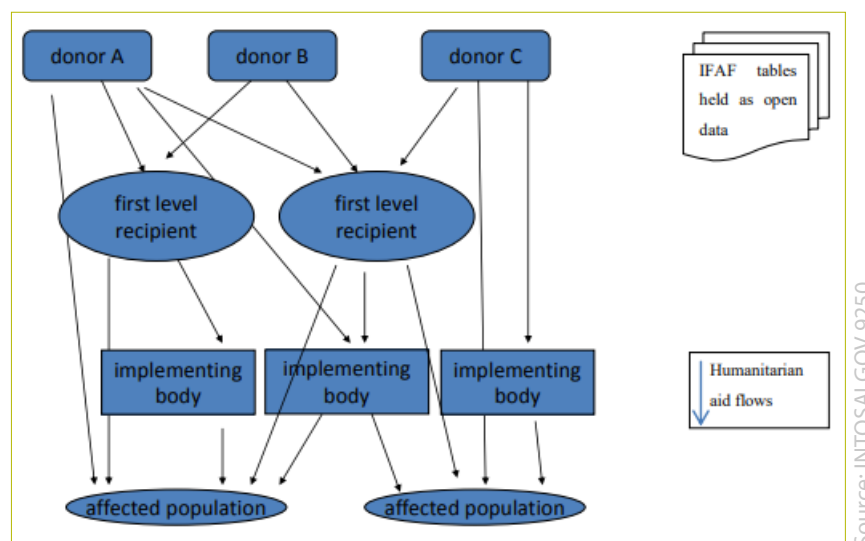 donor A
donor B
donor C
IFAF tables
held as open
data
first level
recipient
first level
recipient
implementing
body
implementing
body
implementing
body
Humanitarian
aid flows
affected population
affected population
Source: INTOSAI GOV 9250